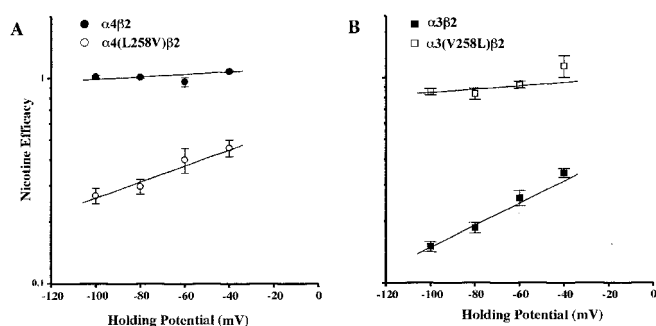 A
α4β2
α4(L258V)β2
1
0.1
Nicotine Efficacy
-120 -100 -80 -60 -40 -20 0
Holding Potential (mV)
B
α3β2
α3(V258L)β2
-120 -100 -80 -60 -40 -20 0
Holding Potential (mV)